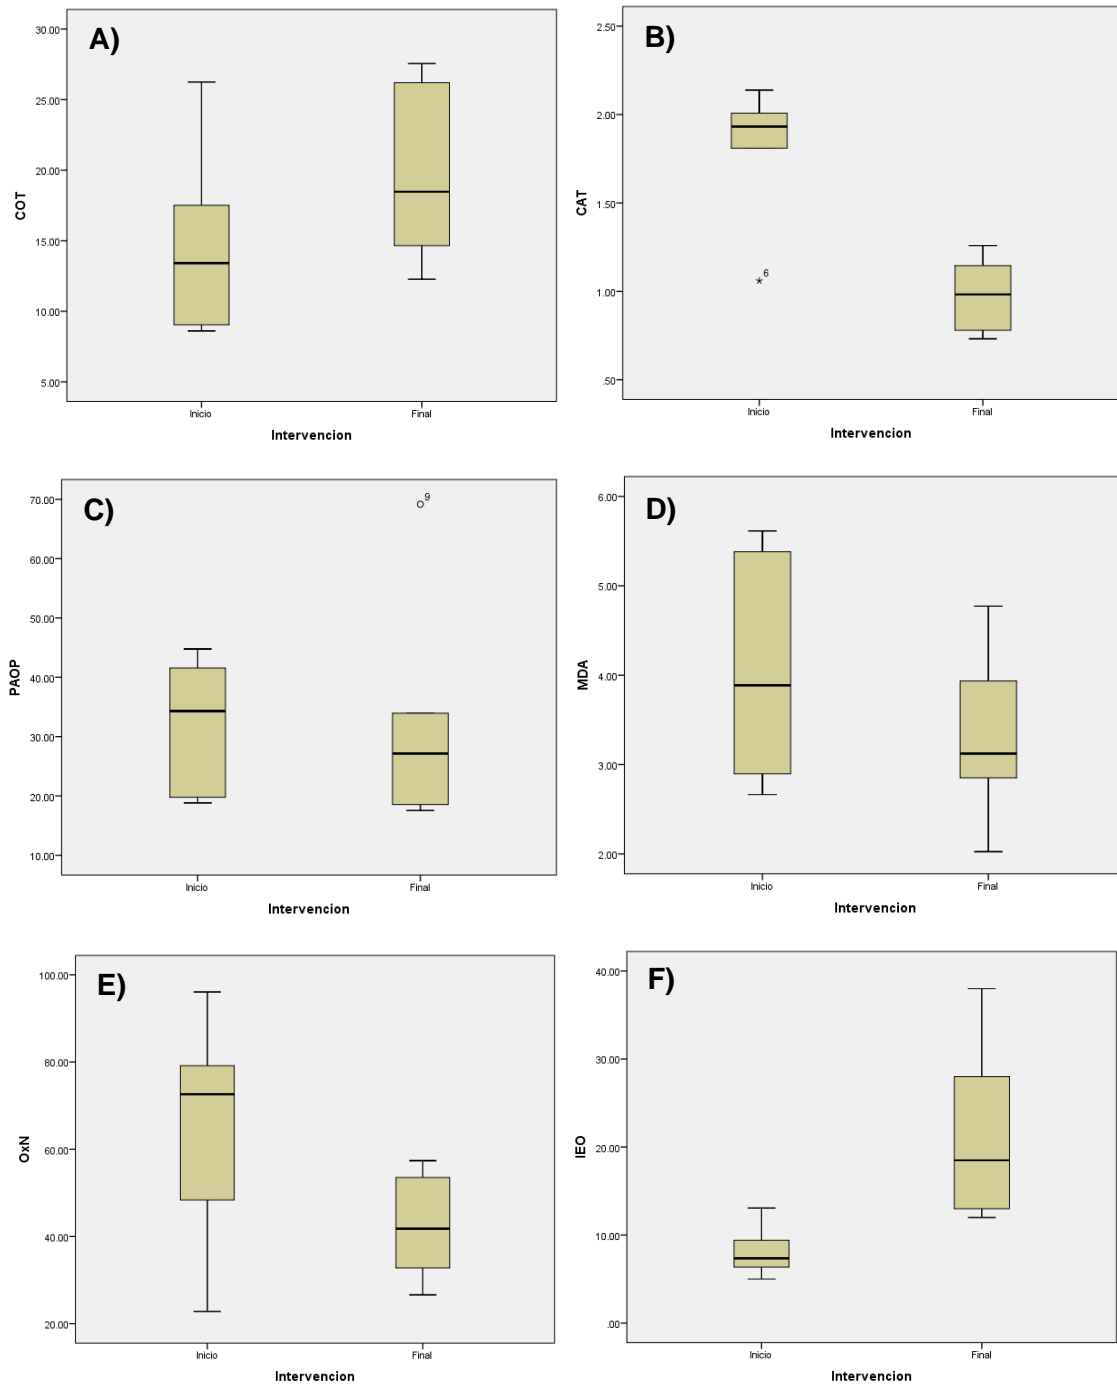 A)
30.00
25.00
20.00
15.00
10.00
5.00
COT
Inicio
Final
Intervencion
B)
2.50
2.00
1.50
1.00
.50
CAT
6
Inicio
Final
Intervencion
C)
70.00
60.00
50.00
40.00
30.00
20.00
10.00
PAOP
9
Inicio
Final
Intervencion
D)
6.00
5.00
4.00
3.00
2.00
MDA
Inicio
Final
Intervencion
E)
100.00
80.00
60.00
40.00
20.00
OxN
Inicio
Final
Intervencion
F)
40.00
30.00
20.00
10.00
.00
IEO
Inicio
Final
Intervencion